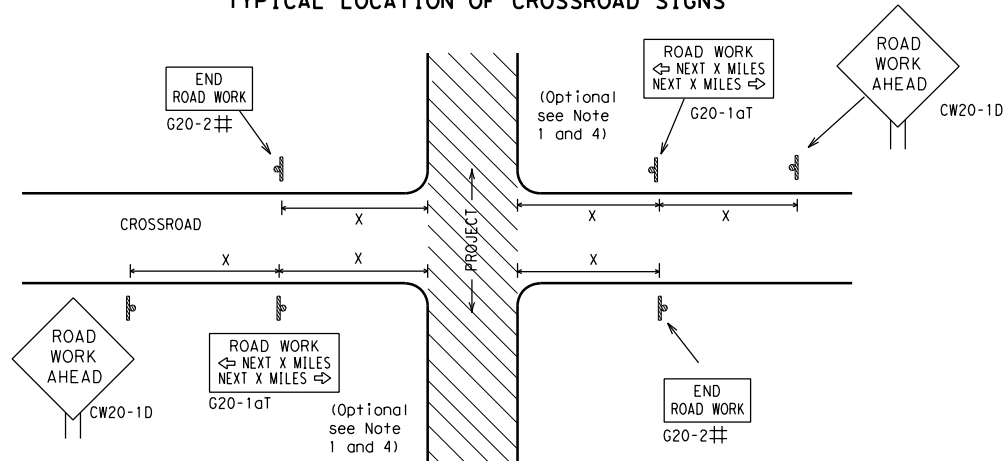 TYPICAL LOCATION OF CROSSROAD SIGNS
END
ROAD WORK
G20-2#
(Optional
see Note
1 and 4)
ROAD WORK
⇦ NEXT X MILES
NEXT X MILES ⇨
G20-1aT
ROAD
WORK
AHEAD
CW20-1D
X
X
X
CROSSROAD
PROJECT
X
X
X
ROAD
WORK
AHEAD
CW20-1D
ROAD WORK
⇦ NEXT X MILES
NEXT X MILES ⇨
G20-1aT
(Optional
see Note
1 and 4)
END
ROAD WORK
G20-2#